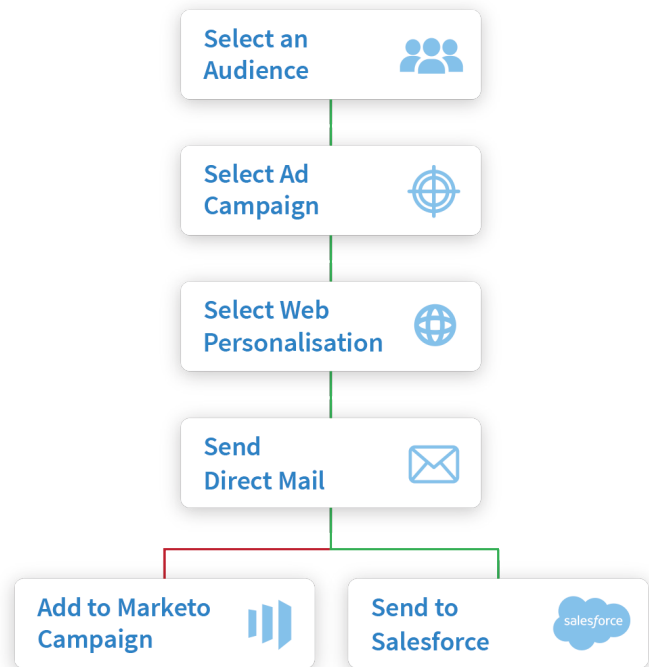 Select an
Audience
Select Ad
Campaign
Select Web
Personalisation
Send
Direct Mail
Add to Marketo
Campaign
Send to
Salesforce
salesforce